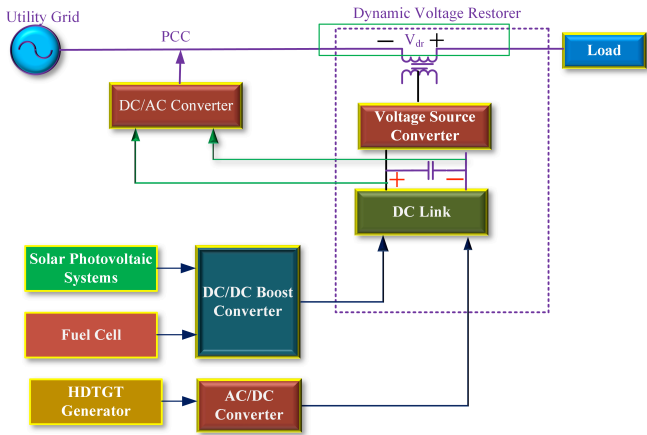 Dynamic Voltage Restorer
Utility Grid
PCC
− V_dr +
Load
DC/AC Converter
Voltage Source
Converter
+ −
DC Link
Solar Photovoltaic
Systems
DC/DC Boost
Converter
Fuel Cell
HDTGT
Generator
AC/DC
Converter